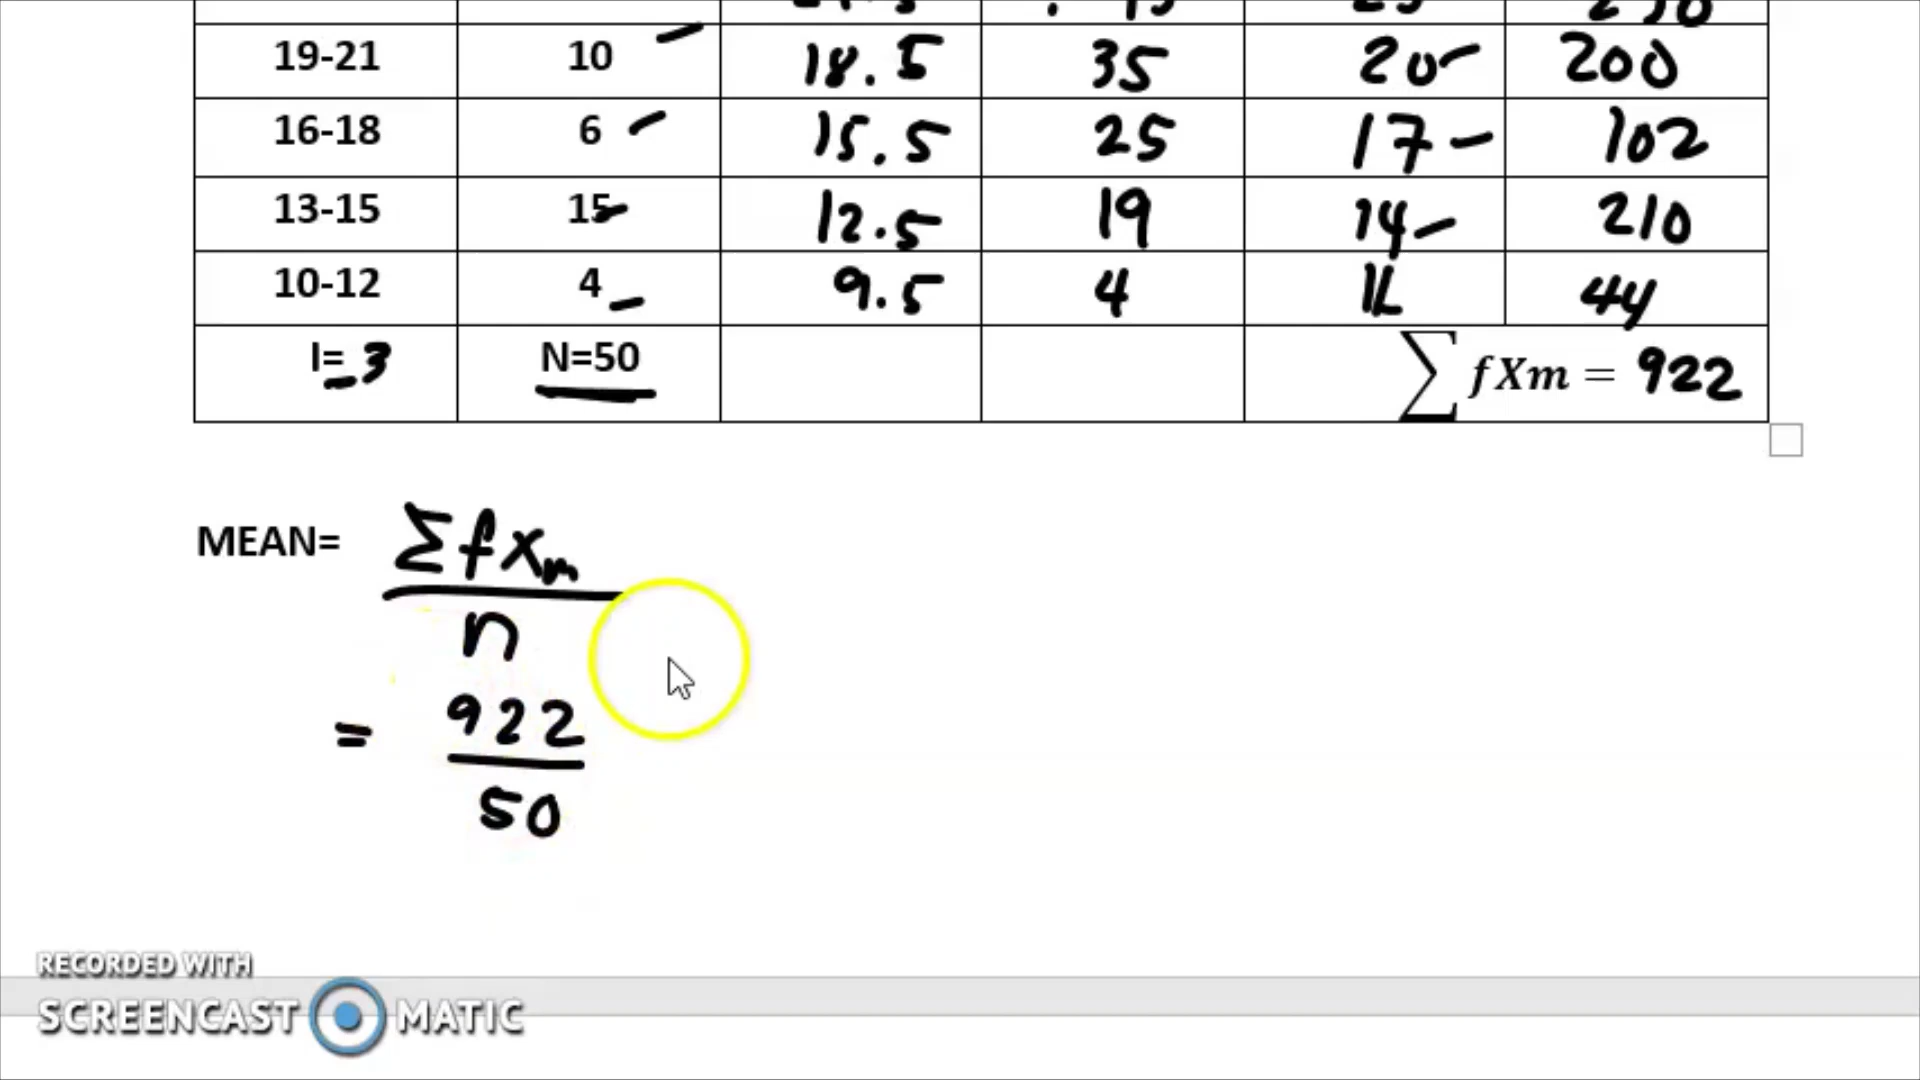 19-21 10 18.5 35 20 200
16-18 6 15.5 25 17 102
13-15 15 12.5 19 14 210
10-12 4 9.5 4 11 44
I= 3 N=50 ∑ fXm = 922
MEAN= Σfxm
n
= 922
50
RECORDED WITH
SCREENCAST MATIC